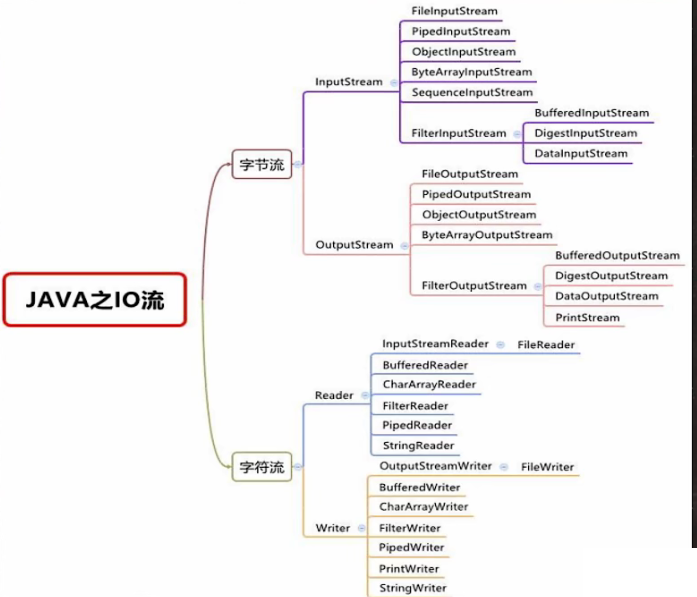 JAVA之IO流
字节流
InputStream
FileInputStream
PipedInputStream
ObjectInputStream
ByteArrayInputStream
SequenceInputStream
FilterInputStream
BufferedInputStream
DigestInputStream
DataInputStream
OutputStream
FileOutputStream
PipedOutputStream
ObjectOutputStream
ByteArrayOutputStream
FilterOutputStream
BufferedOutputStream
DigestOutputStream
DataOutputStream
PrintStream
字符流
Reader
InputStreamReader
FileReader
BufferedReader
CharArrayReader
FilterReader
PipedReader
StringReader
Writer
OutputStreamWriter
FileWriter
BufferedWriter
CharArrayWriter
FilterWriter
PipedWriter
PrintWriter
StringWriter